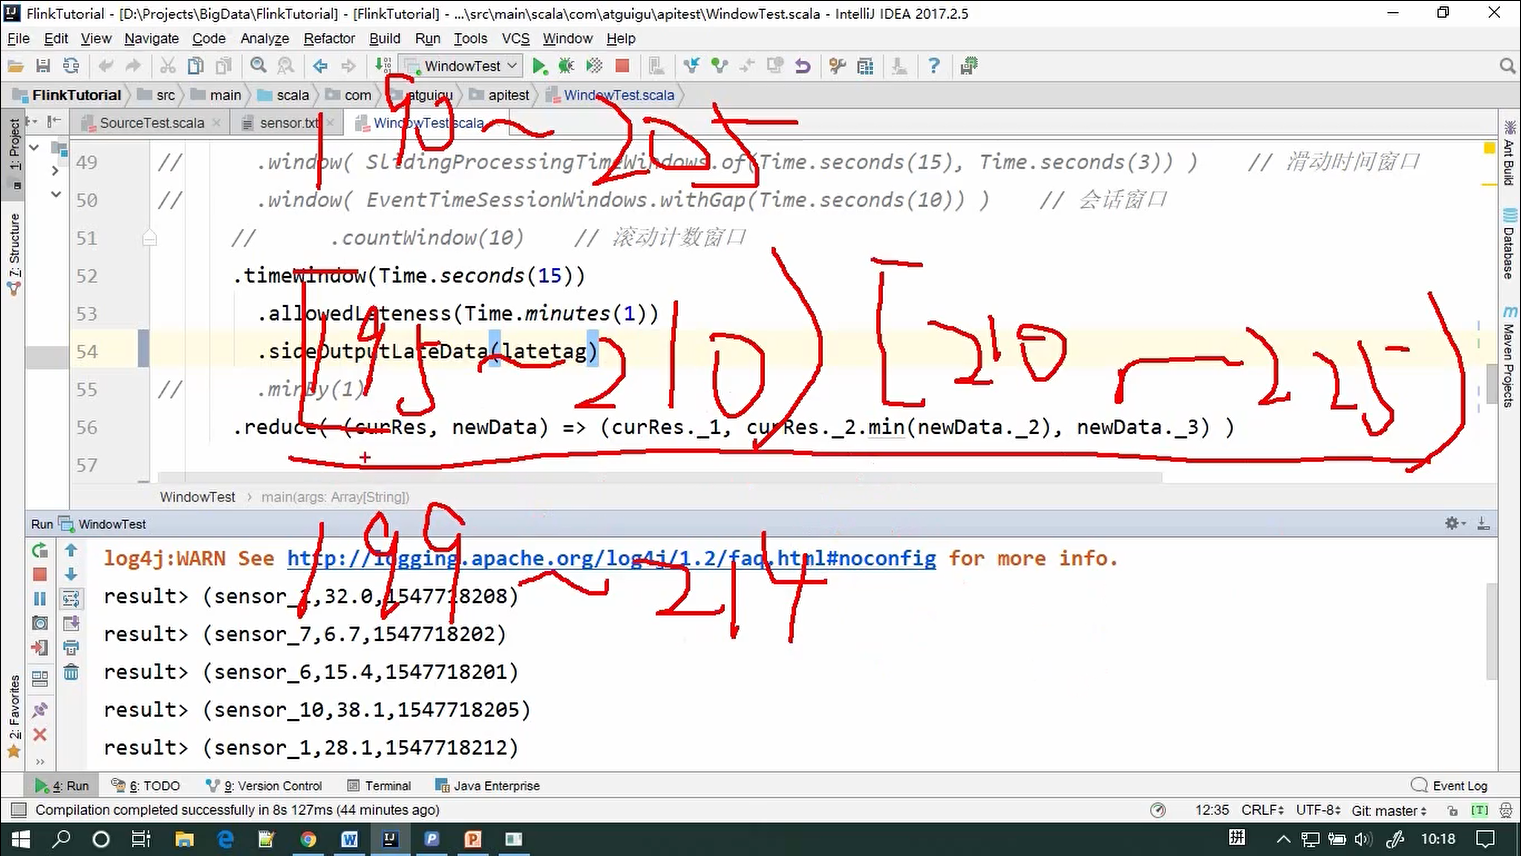 FlinkTutorial - [D:\Projects\BigData\FlinkTutorial] - [FlinkTutorial] - ...\src\main\scala\com\atguigu\apitest\WindowTest.scala - IntelliJ IDEA 2017.2.5
File Edit View Navigate Code Analyze Refactor Build Run Tools VCS Window Help
WindowTest
FlinkTutorial src main scala com atguigu apitest WindowTest.scala
SourceTest.scala sensor.txt WindowTest.scala
190~205
49 // .window( SlidingProcessingTimeWindows.of(Time.seconds(15), Time.seconds(3)) ) // 滑动时间窗口
50 // .window( EventTimeSessionWindows.withGap(Time.seconds(10)) ) // 会话窗口
51 // .countWindow(10) // 滚动计数窗口
52 .timeWindow(Time.seconds(15))
53 .allowedLateness(Time.minutes(1))
54 .sideOutputLateData(latetag)
[195~210) [210~225)
55 // .minBy(1)
56 .reduce( (curRes, newData) => (curRes._1, curRes._2.min(newData._2), newData._3) )
57
WindowTest main(args: Array[String])
Run WindowTest
199~214
log4j:WARN See http://logging.apache.org/log4j/1.2/faq.html#noconfig for more info.
result> (sensor_1,32.0,1547718208)
result> (sensor_7,6.7,1547718202)
result> (sensor_6,15.4,1547718201)
result> (sensor_10,38.1,1547718205)
result> (sensor_1,28.1,1547718212)
4: Run 6: TODO 9: Version Control Terminal Java Enterprise Event Log
Compilation completed successfully in 8s 127ms (44 minutes ago) 12:35 CRLF UTF-8 Git: master
10:18
1: Project
7: Structure
2: Favorites
Ant Build
Database
Maven Projects